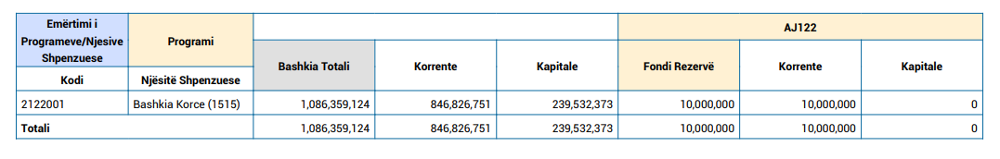 Emërtimi i
Programeve/Njesive
Shpenzuese
Programi
AJ122
Bashkia Totali
Korrente
Kapitale
Fondi Rezervë
Korrente
Kapitale
Kodi
Njësitë Shpenzuese
2122001 Bashkia Korce (1515) 1,086,359,124 846,826,751 239,532,373 10,000,000 10,000,000 0
Totali 1,086,359,124 846,826,751 239,532,373 10,000,000 10,000,000 0